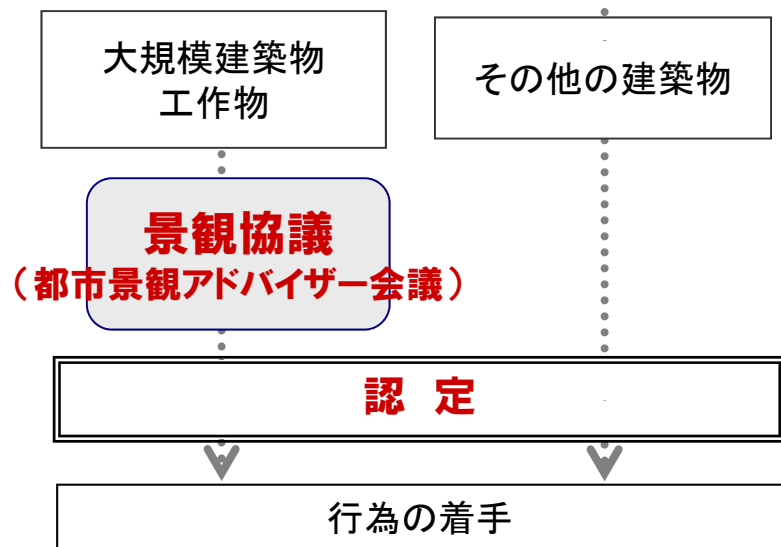 大規模建築物
工作物
その他の建築物
景観協議
（都市景観アドバイザー会議）
認 定
行為の着手